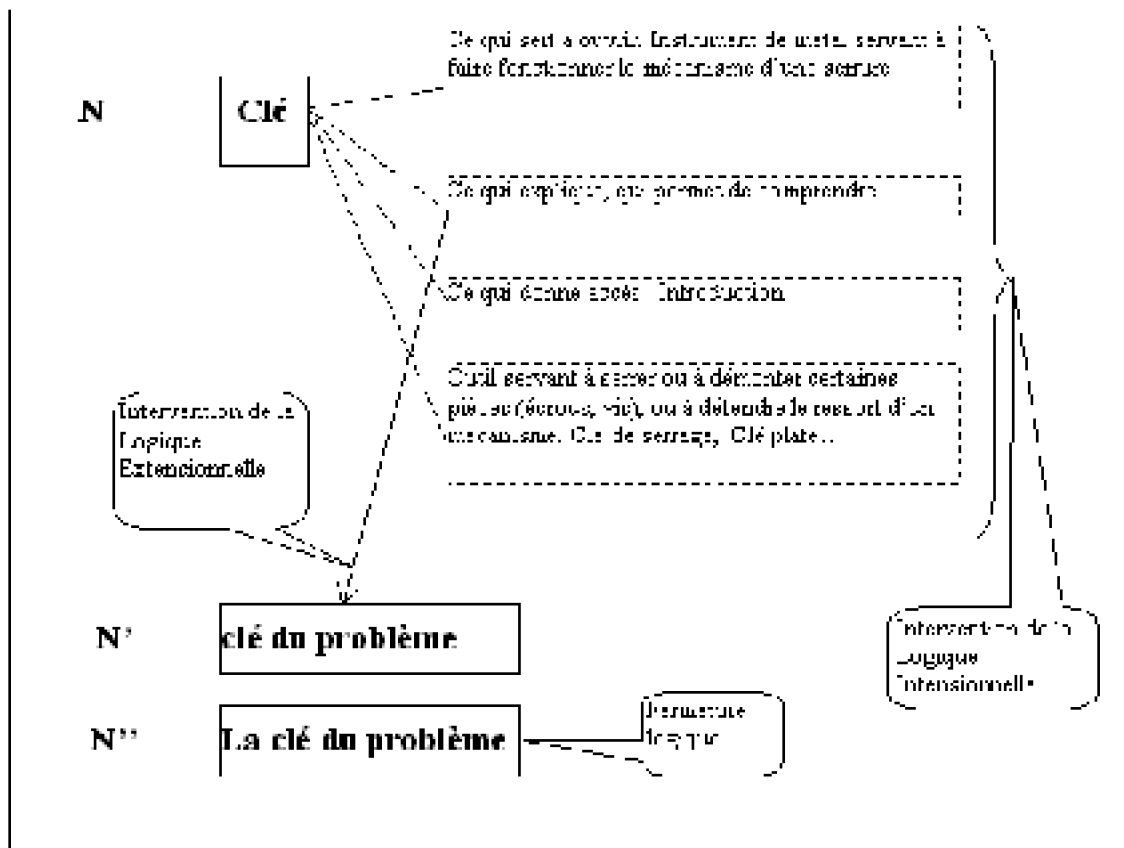 Ce qui sert à ouvrir. Instrument de métal servant à
faire fonctionner le mécanisme d'une serrure
N
Clé
Ce qui explique, qui permet de comprendre
Ce qui donne accès. Introduction
Outil servant à serrer ou à démonter certaines
pièces (écrous, vis), ou à détendre le ressort d'un
mécanisme. Clé de serrage, Clé plate..
Intervention de la
Logique
Extensionnelle
N' clé du problème
Intervention de la
Logique
Intensionnelle
N'' La clé du problème
Fermeture
logique